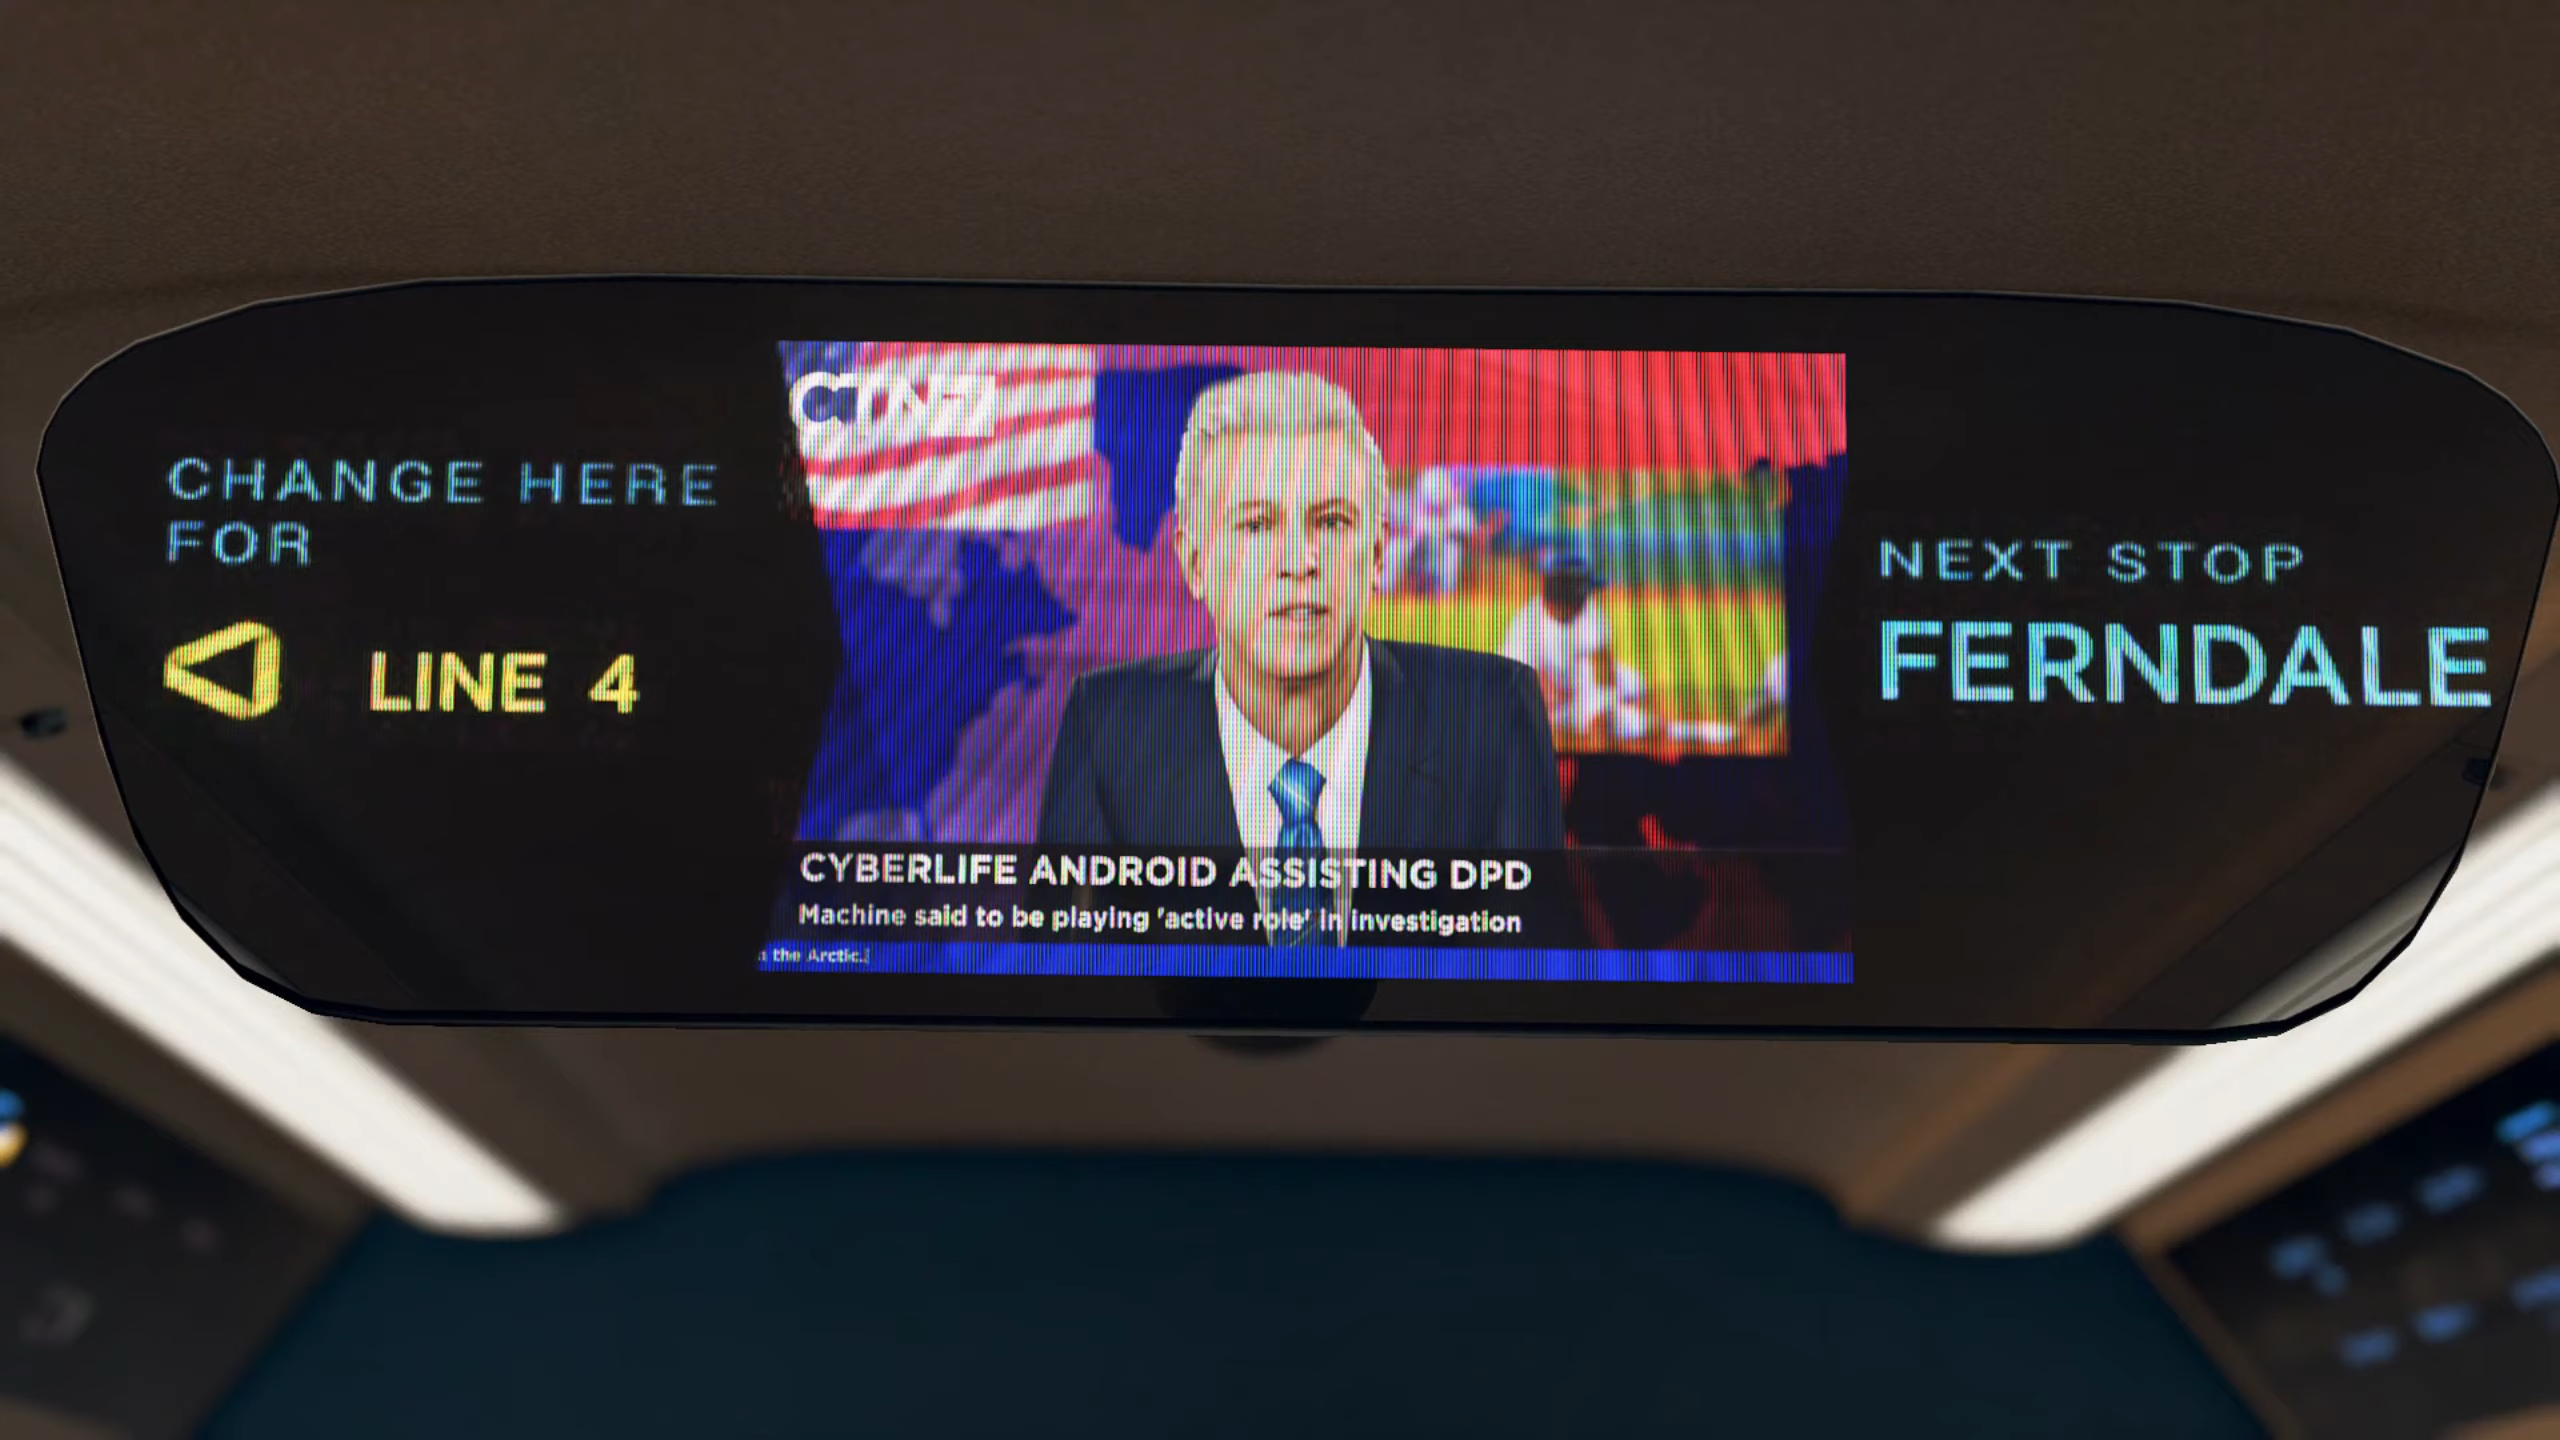 CHANGE HERE
FOR
LINE 4
CTN
CYBERLIFE ANDROID ASSISTING DPD
Machine said to be playing 'active role' in investigation
the Arctic.]
NEXT STOP
FERNDALE